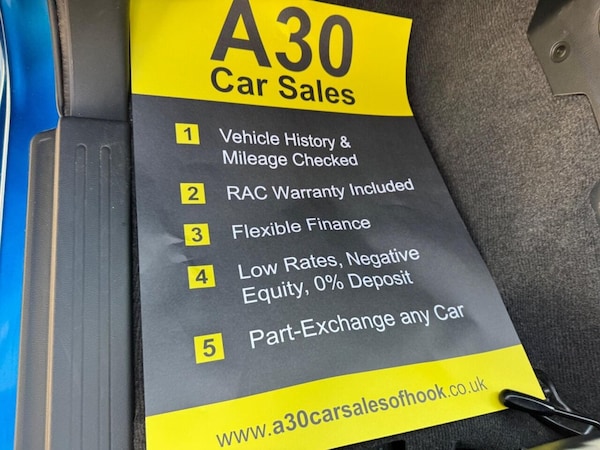 A30
Car Sales
1 Vehicle History &
Mileage Checked
2 RAC Warranty Included
3 Flexible Finance
4 Low Rates, Negative
Equity, 0% Deposit
5 Part-Exchange any Car
www.a30carsalesofhook.co.uk